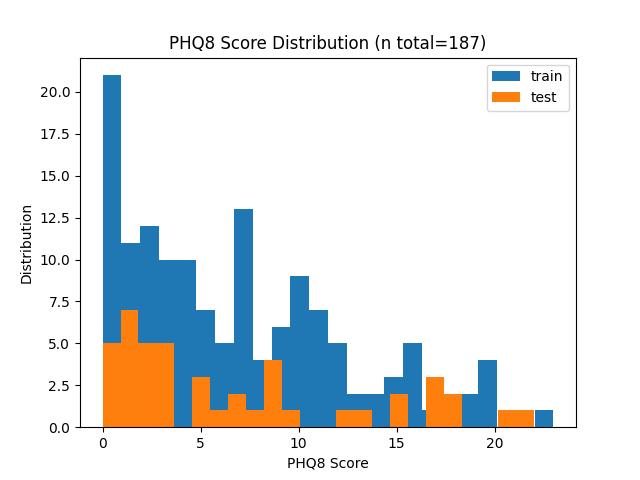 PHQ8 Score Distribution (n total=187)
train
test
20.0
17.5
15.0
12.5
10.0
7.5
5.0
2.5
0.0
Distribution
0 5 10 15 20
PHQ8 Score